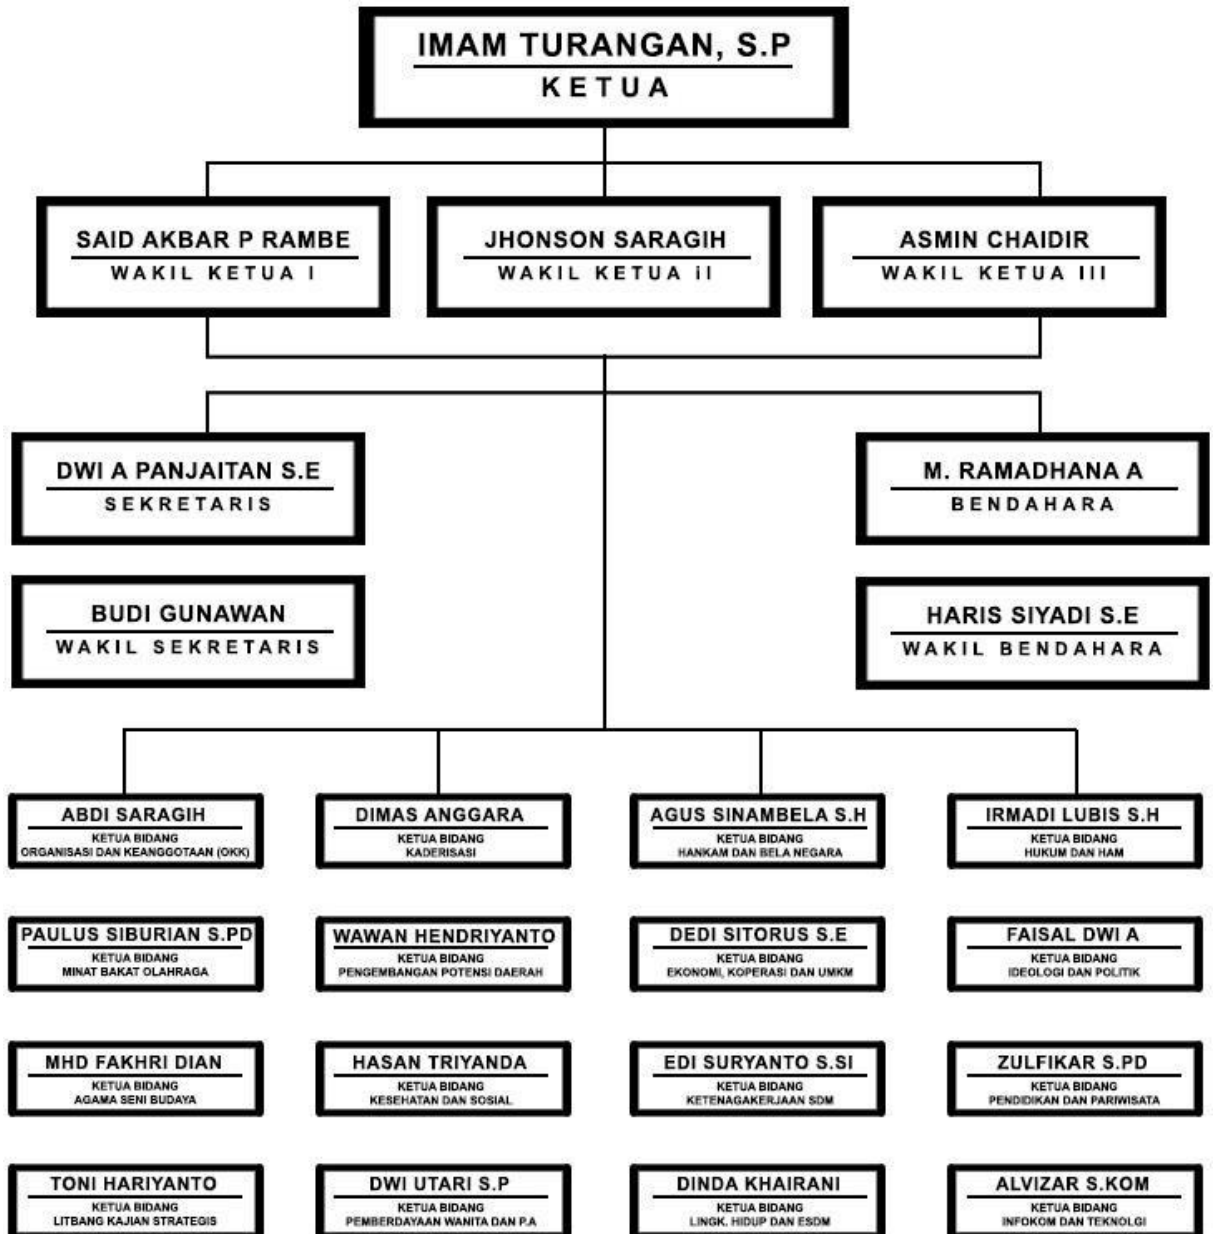 IMAM TURANGAN, S.P
KETUA
SAID AKBAR P RAMBE
WAKIL KETUA I
JHONSON SARAGIH
WAKIL KETUA iI
ASMIN CHAIDIR
WAKIL KETUA III
DWI A PANJAITAN S.E
SEKRETARIS
M. RAMADHANA A
BENDAHARA
BUDI GUNAWAN
WAKIL SEKRETARIS
HARIS SIYADI S.E
WAKIL BENDAHARA
ABDI SARAGIH
KETUA BIDANG
ORGANISASI DAN KEANGGOTAAN (OKK)
DIMAS ANGGARA
KETUA BIDANG
KADERISASI
AGUS SINAMBELA S.H
KETUA BIDANG
HANKAM DAN BELA NEGARA
IRMADI LUBIS S.H
KETUA BIDANG
HUKUM DAN HAM
PAULUS SIBURIAN S.PD
KETUA BIDANG
MINAT BAKAT OLAHRAGA
WAWAN HENDRIYANTO
KETUA BIDANG
PENGEMBANGAN POTENSI DAERAH
DEDI SITORUS S.E
KETUA BIDANG
EKONOMI, KOPERASI DAN UMKM
FAISAL DWI A
KETUA BIDANG
IDEOLOGI DAN POLITIK
MHD FAKHRI DIAN
KETUA BIDANG
AGAMA SENI BUDAYA
HASAN TRIYANDA
KETUA BIDANG
KESEHATAN DAN SOSIAL
EDI SURYANTO S.SI
KETUA BIDANG
KETENAGAKERJAAN SDM
ZULFIKAR S.PD
KETUA BIDANG
PENDIDIKAN DAN PARIWISATA
TONI HARIYANTO
KETUA BIDANG
LITBANG KAJIAN STRATEGIS
DWI UTARI S.P
KETUA BIDANG
PEMBERDAYAAN WANITA DAN P.A
DINDA KHAIRANI
KETUA BIDANG
LINGK. HIDUP DAN ESDM
ALVIZAR S.KOM
KETUA BIDANG
INFOKOM DAN TEKNOLGI